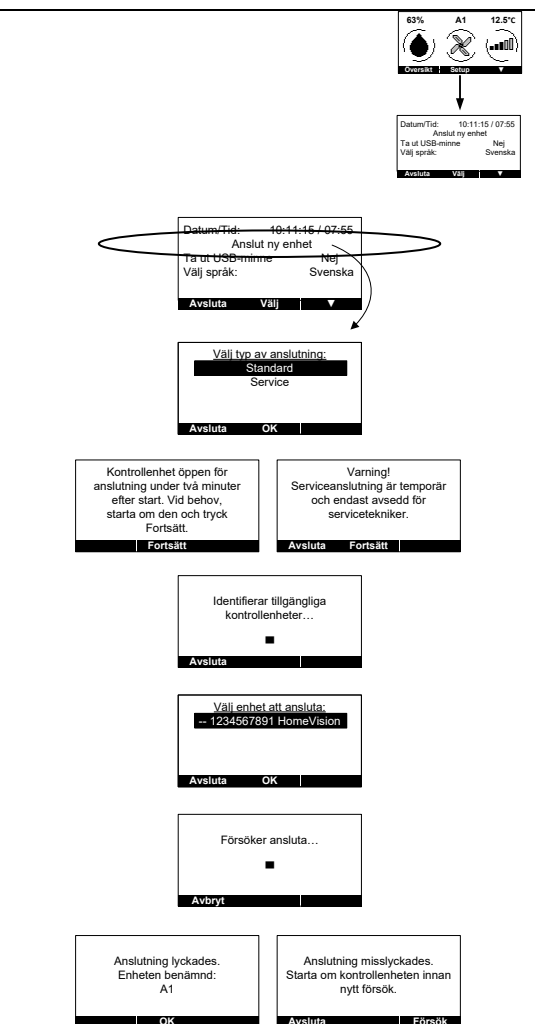 63% A1 12.5°C
Översikt Setup ▼
Datum/Tid: 10:11:15 / 07:55
Anslut ny enhet
Ta ut USB-minne Nej
Välj språk: Svenska
Avsluta Välj ▼
Datum/Tid: 10:11:15 / 07:55
Anslut ny enhet
Ta ut USB-minne Nej
Välj språk: Svenska
Avsluta Välj ▼
Välj typ av anslutning:
Standard
Service
Avsluta OK
Kontrollenhet öppen för
anslutning under två minuter
efter start. Vid behov,
starta om den och tryck
Fortsätt.
Fortsätt
Varning!
Serviceanslutning är temporär
och endast avsedd för
servicetekniker.
Avsluta Fortsätt
Identifierar tillgängliga
kontrollenheter…
Avsluta
Välj enhet att ansluta:
-- 1234567891 HomeVision
Avsluta OK
Försöker ansluta…
Avbryt
Anslutning lyckades.
Enheten benämnd:
A1
OK
Anslutning misslyckades.
Starta om kontrollenheten innan
nytt försök.
Avsluta Försök